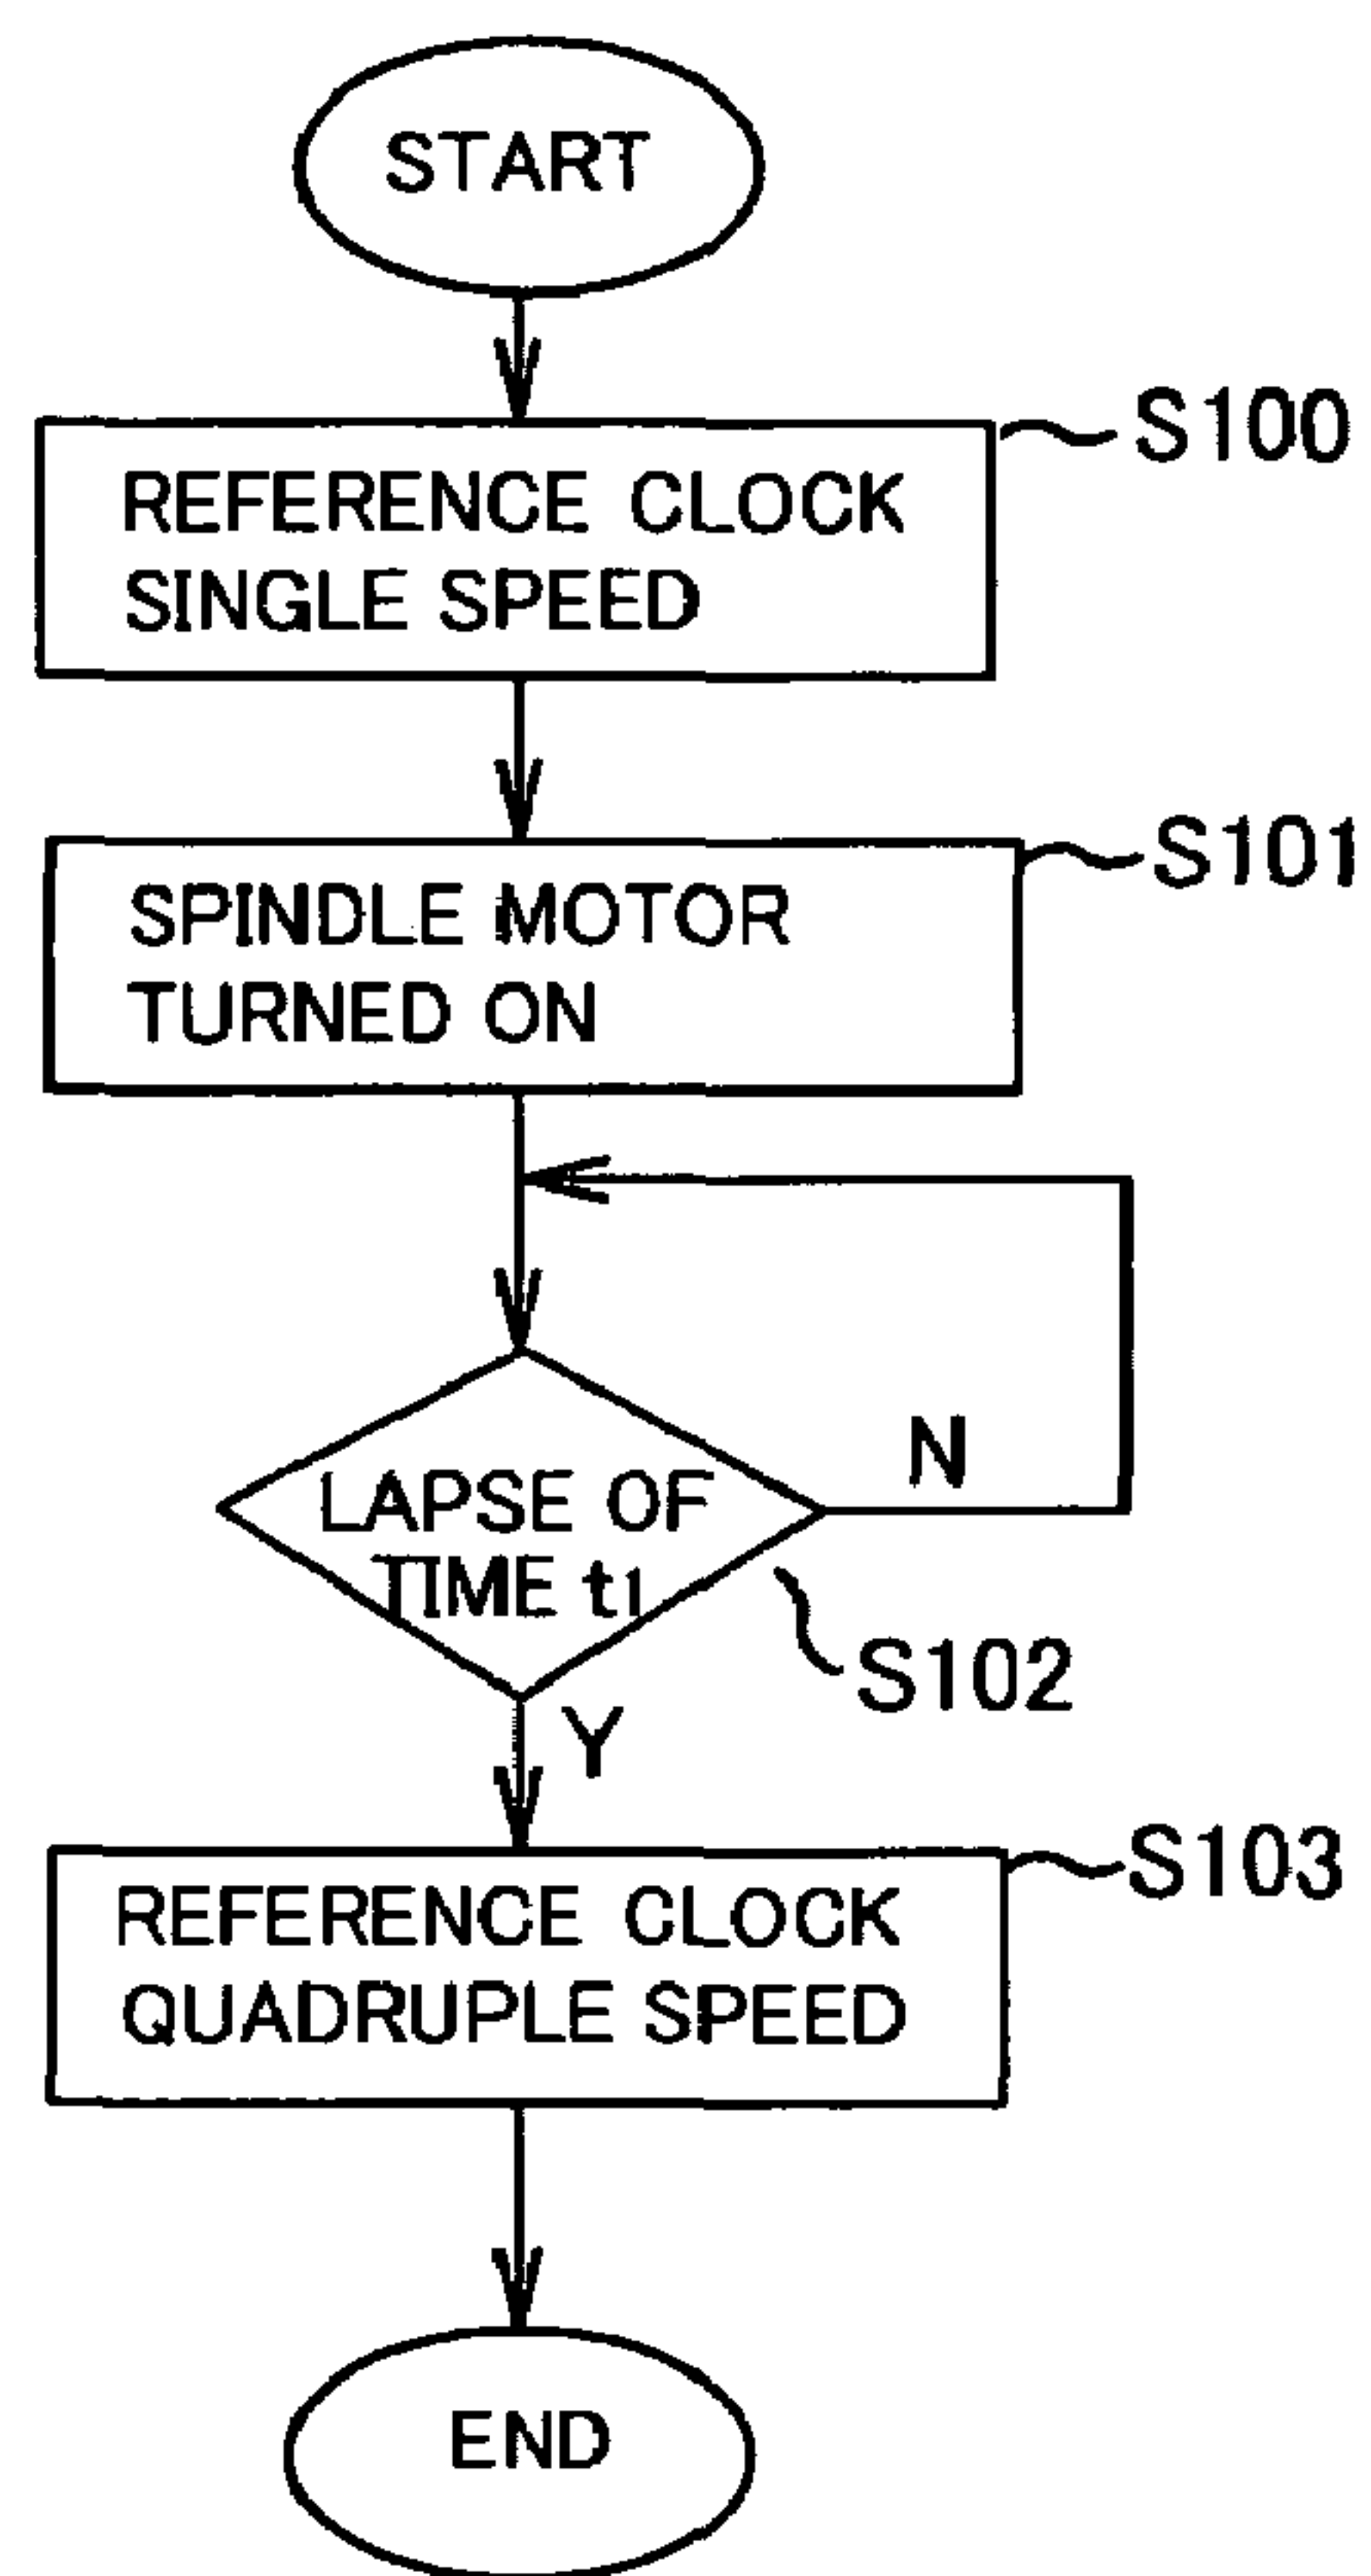 START
S100
REFERENCE CLOCK
SINGLE SPEED
S101
SPINDLE MOTOR
TURNED ON
N
LAPSE OF
TIME t1
S102
Y
S103
REFERENCE CLOCK
QUADRUPLE SPEED
END